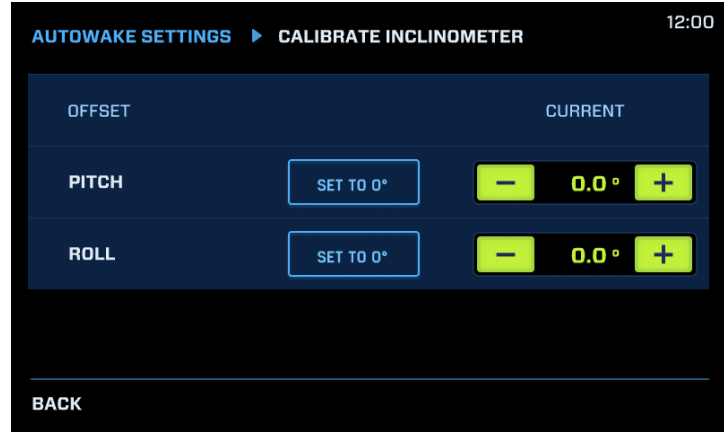 12:00
AUTOWAKE SETTINGS ▶ CALIBRATE INCLINOMETER
OFFSET CURRENT
PITCH SET TO 0° − 0.0 ° +
ROLL SET TO 0° − 0.0 ° +
BACK